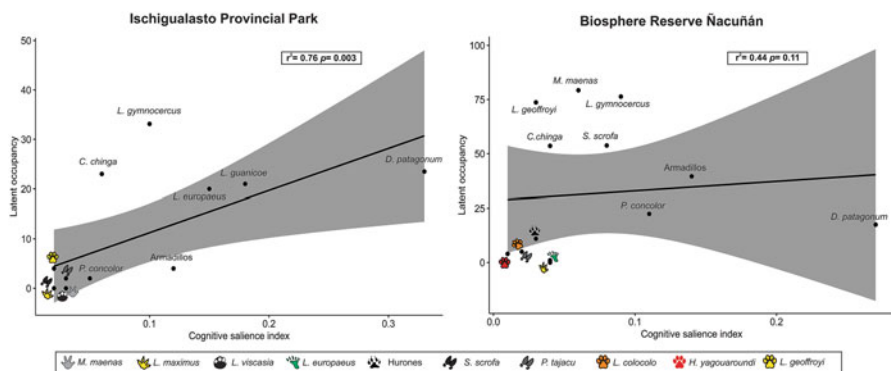 Ischigualasto Provincial Park
r²= 0.76 p= 0.003
50
40
30
20
10
0
Latent occupancy
L. gymnocercus
C. chinga
L. guanicoe
L. europaeus
D. patagonum
P. concolor
Armadillos
0.1
0.2
0.3
Cognitive salience index
Biosphere Reserve Ñacuñán
r²= 0.44 p= 0.11
100
75
50
25
0
Latent occupancy
M. maenas
L. geoffroyi
L. gymnocercus
C.chinga
S. scrofa
Armadillos
P. concolor
D. patagonum
0.0
0.1
0.2
Cognitive salience index
M. maenas L. maximus L. viscasia L. europaeus Hurones S. scrofa P. tajacu L. colocolo H. yagouaroundi L. geoffroyi